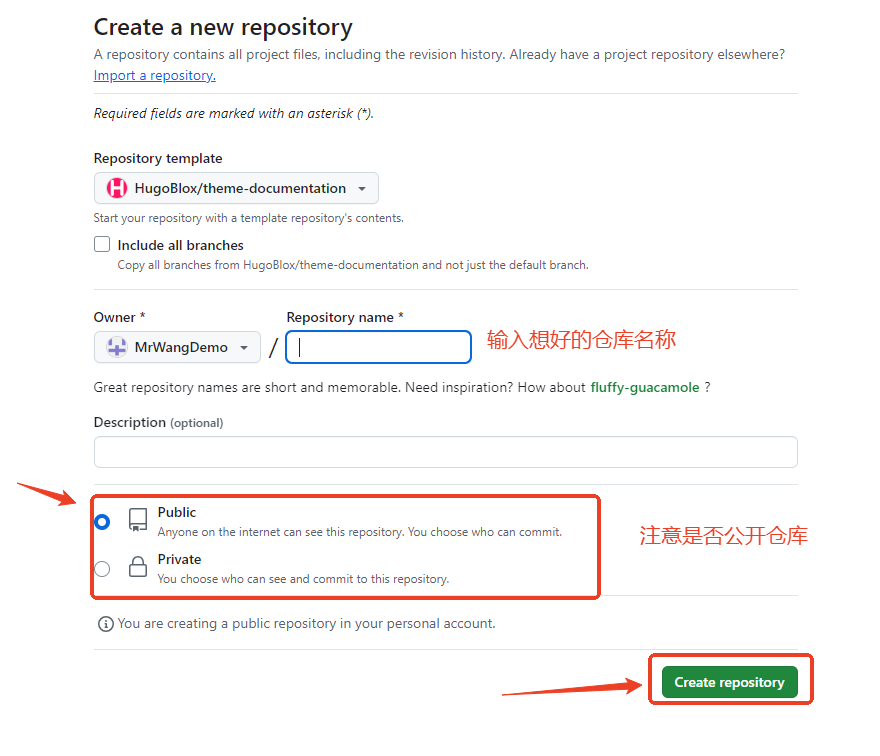 Create a new repository
A repository contains all project files, including the revision history. Already have a project repository elsewhere?
Import a repository.
Required fields are marked with an asterisk (*).
Repository template
HugoBlox/theme-documentation
Start your repository with a template repository's contents.
Include all branches
Copy all branches from HugoBlox/theme-documentation and not just the default branch.
Owner *
Repository name *
MrWangDemo
/
输入想好的仓库名称
Great repository names are short and memorable. Need inspiration? How about fluffy-guacamole ?
Description (optional)
Public
Anyone on the internet can see this repository. You choose who can commit.
注意是否公开仓库
Private
You choose who can see and commit to this repository.
You are creating a public repository in your personal account.
Create repository